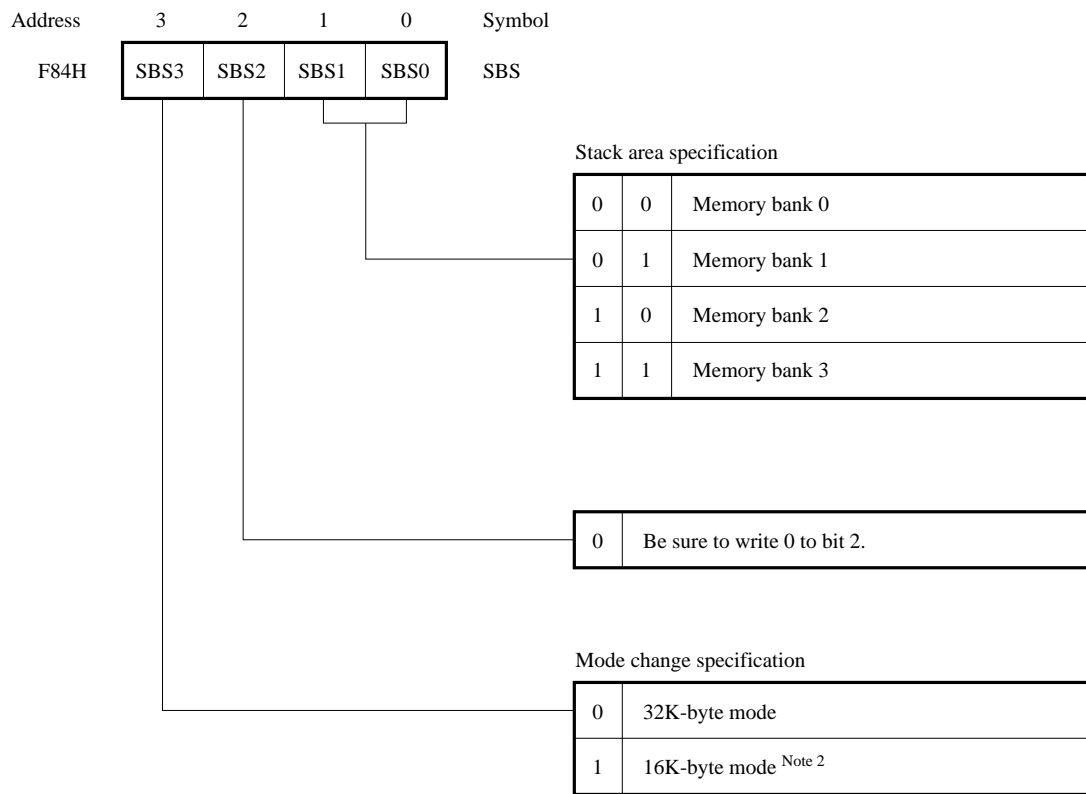 Address 3 2 1 0 Symbol
F84H SBS3 SBS2 SBS1 SBS0 SBS
Stack area specification
0 0 Memory bank 0
0 1 Memory bank 1
1 0 Memory bank 2
1 1 Memory bank 3
0 Be sure to write 0 to bit 2.
Mode change specification
0 32K-byte mode
1 16K-byte mode Note 2